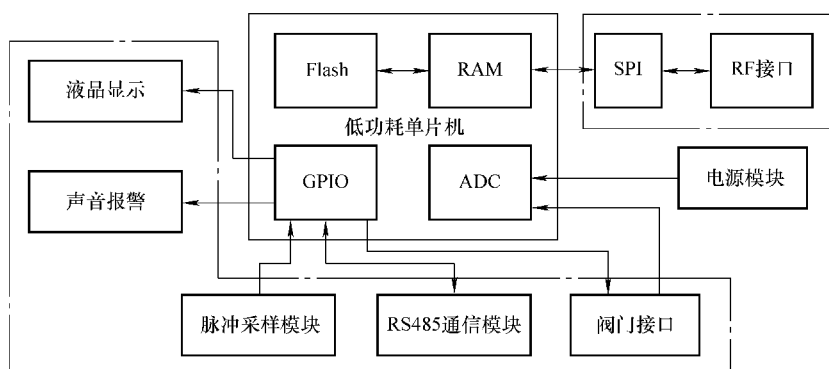 Flash
RAM
SPI
RF接口
液品显示
低功耗单片机
GPIO
ADC
电源模块
声音报警
脉冲采样模块
RS485通信模块
阀门接口